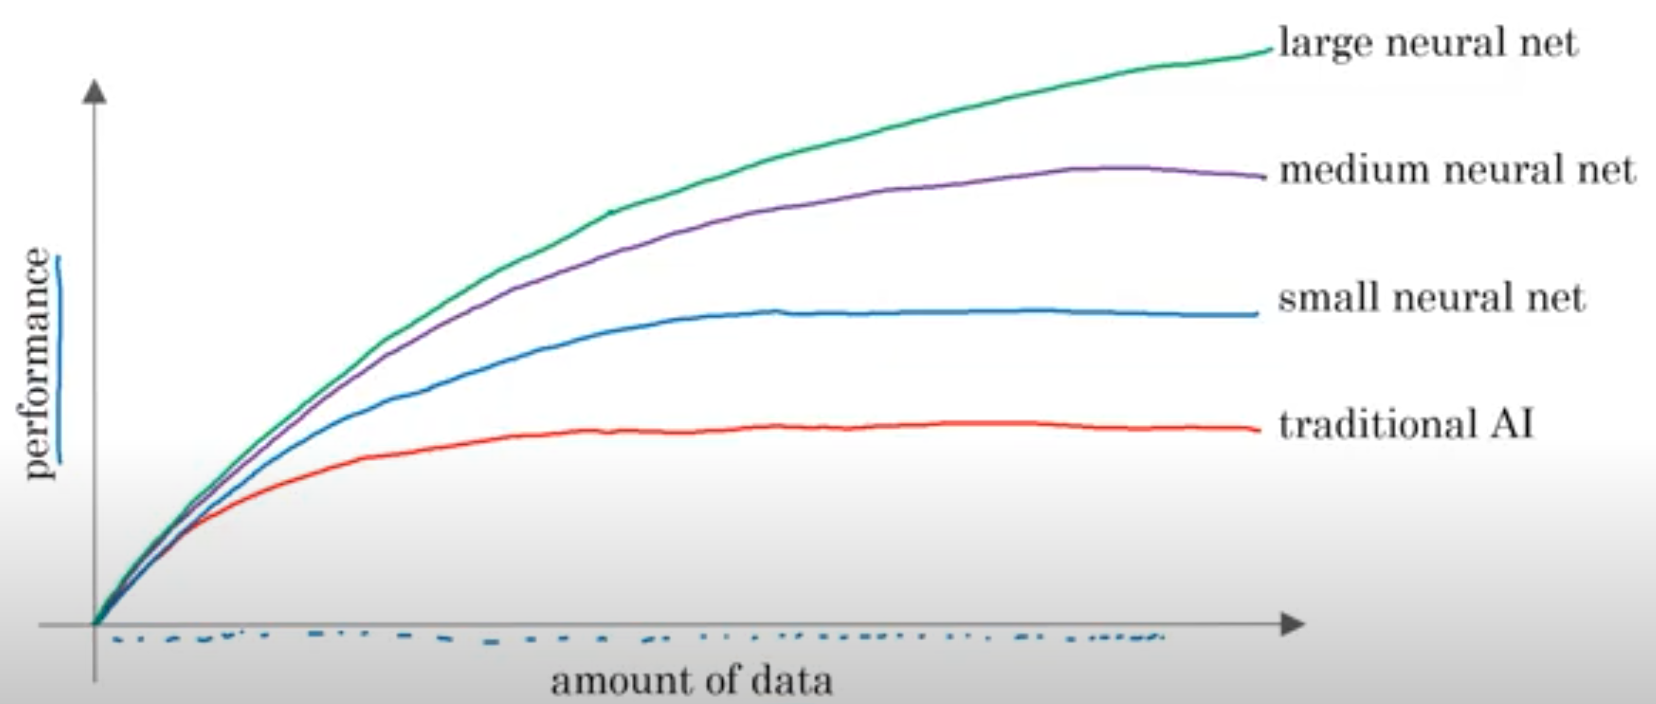 large neural net
medium neural net
small neural net
traditional AI
performance
amount of data